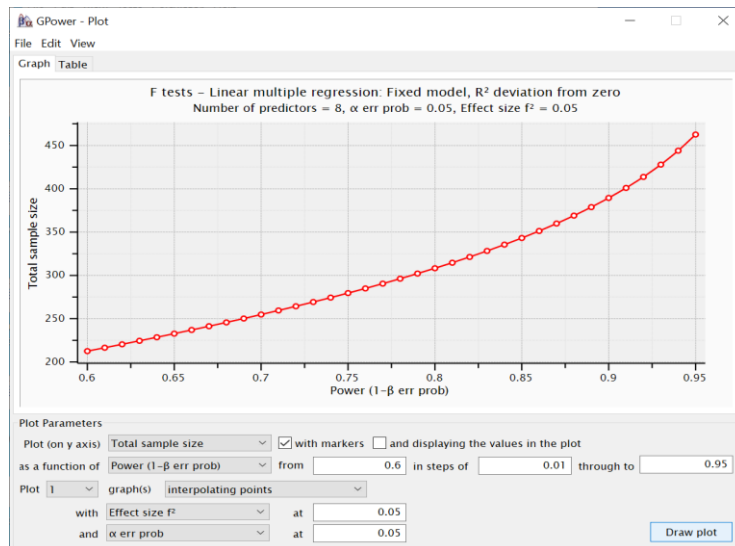 GPower - Plot
File Edit View
Graph Table
F tests – Linear multiple regression: Fixed model, R² deviation from zero
Number of predictors = 8, α err prob = 0.05, Effect size f² = 0.05
Total sample size
450
400
350
300
250
200
0.6 0.65 0.7 0.75 0.8 0.85 0.9 0.95
Power (1-β err prob)
Plot Parameters
Plot (on y axis) Total sample size with markers and displaying the values in the plot
as a function of Power (1-β err prob) from 0.6 in steps of 0.01 through to 0.95
Plot 1 graph(s) interpolating points
with Effect size f² at 0.05
and α err prob at 0.05
Draw plot